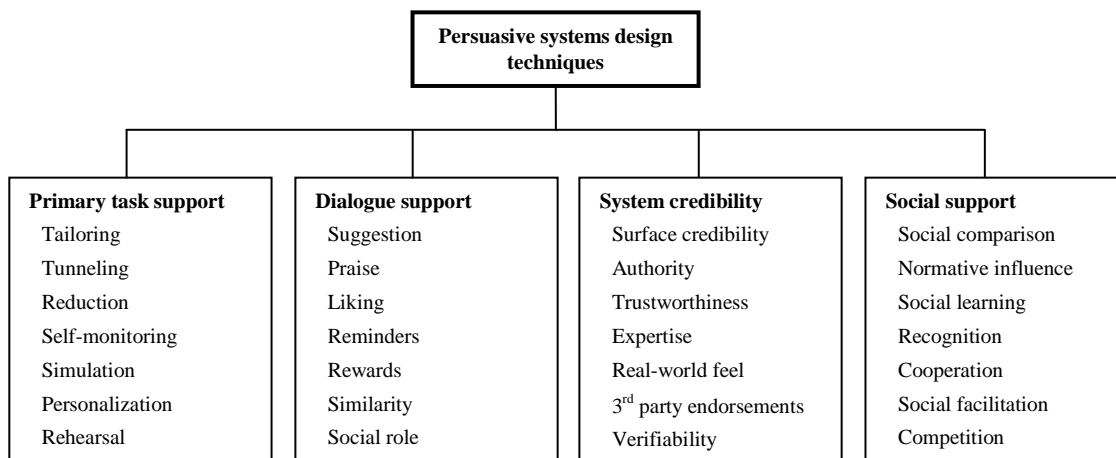 Persuasive systems design
techniques
Primary task support
Tailoring
Tunneling
Reduction
Self-monitoring
Simulation
Personalization
Rehearsal
Dialogue support
Suggestion
Praise
Liking
Reminders
Rewards
Similarity
Social role
System credibility
Surface credibility
Authority
Trustworthiness
Expertise
Real-world feel
3rd party endorsements
Verifiability
Social support
Social comparison
Normative influence
Social learning
Recognition
Cooperation
Social facilitation
Competition